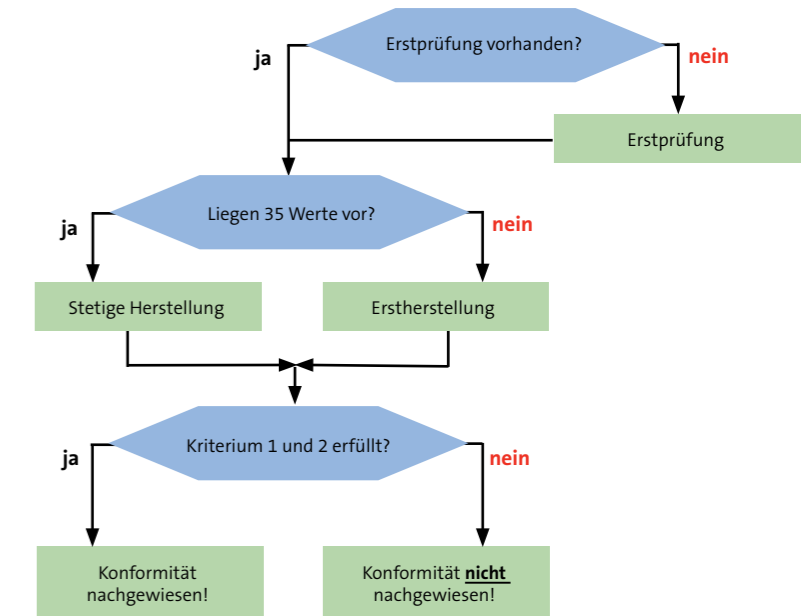 Erstprüfung vorhanden?
ja
nein
Erstprüfung
Liegen 35 Werte vor?
ja
nein
Stetige Herstellung
Erstherstellung
Kriterium 1 und 2 erfüllt?
ja
nein
Konformität
nachgewiesen!
Konformität nicht
nachgewiesen!